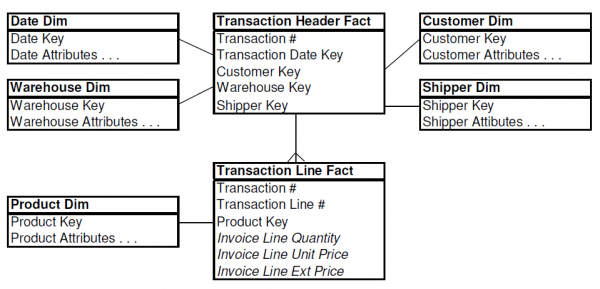 Date Dim
Date Key
Date Attributes . . .
Warehouse Dim
Warehouse Key
Warehouse Attributes . . .
Transaction Header Fact
Transaction #
Transaction Date Key
Customer Key
Warehouse Key
Shipper Key
Customer Dim
Customer Key
Customer Attributes . . .
Shipper Dim
Shipper Key
Shipper Attibutes . . .
Product Dim
Product Key
Product Attributes . . .
Transaction Line Fact
Transaction #
Transaction Line #
Product Key
Invoice Line Quantity
Invoice Line Unit Price
Invoice Line Ext Price